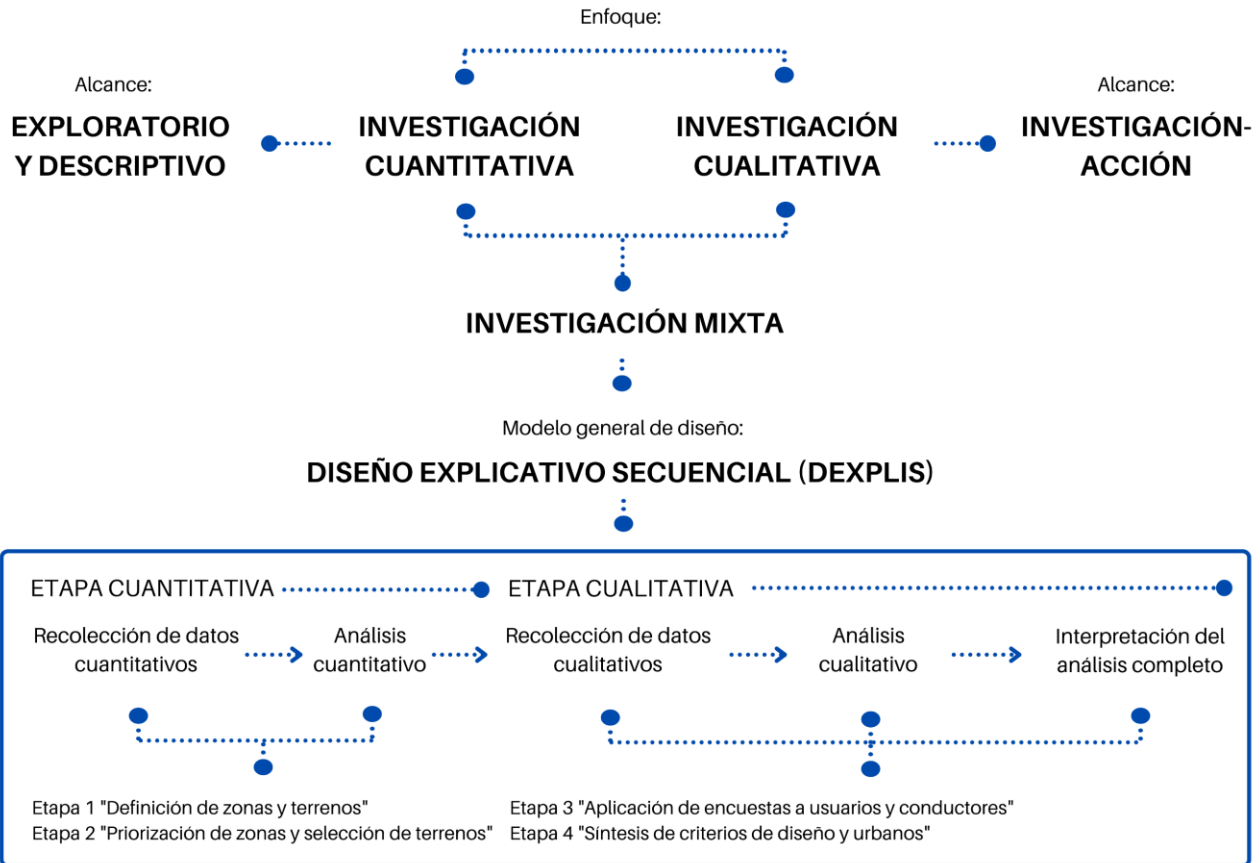 Enfoque:
Alcance:
EXPLORATORIO
Y DESCRIPTIVO
INVESTIGACIÓN
CUANTITATIVA
INVESTIGACIÓN
CUALITATIVA
Alcance:
INVESTIGACIÓN-
ACCIÓN
INVESTIGACIÓN MIXTA
Modelo general de diseño:
DISEÑO EXPLICATIVO SECUENCIAL (DEXPLIS)
ETAPA CUANTITATIVA
ETAPA CUALITATIVA
Recolección de datos
cuantitativos
Análisis
cuantitativo
Recolección de datos
cualitativos
Análisis
cualitativo
Interpretación del
análisis completo
Etapa 1 "Definición de zonas y terrenos"
Etapa 2 "Priorización de zonas y selección de terrenos"
Etapa 3 "Aplicación de encuestas a usuarios y conductores"
Etapa 4 "Síntesis de criterios de diseño y urbanos"